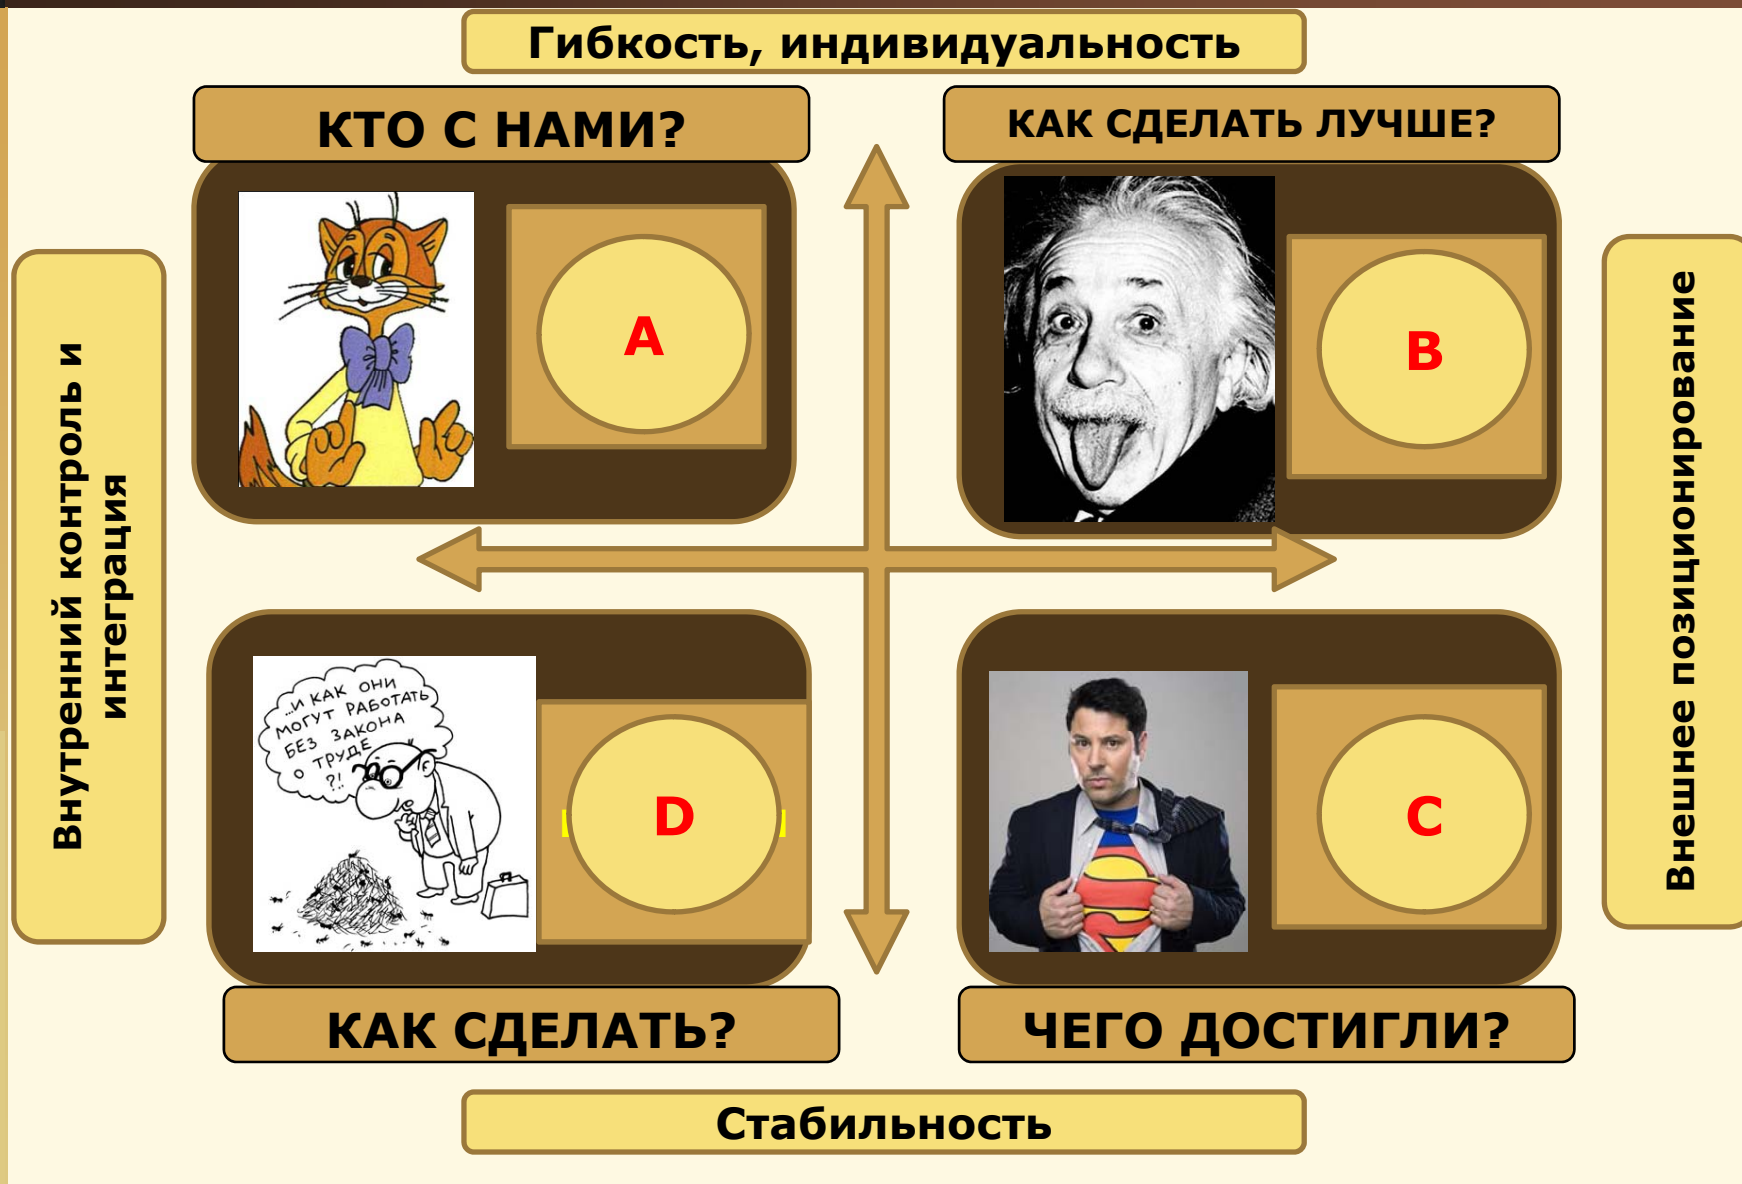 Гибкость, индивидуальность
КТО С НАМИ?
КАК СДЕЛАТЬ ЛУЧШЕ?
A
B
Внутренний контроль и
интеграция
Внешнее позиционирование
...И КАК ОНИ
МОГУТ РАБОТАТЬ
БЕЗ ЗАКОНА
О ТРУДЕ
?!
D
C
КАК СДЕЛАТЬ?
ЧЕГО ДОСТИГЛИ?
Стабильность